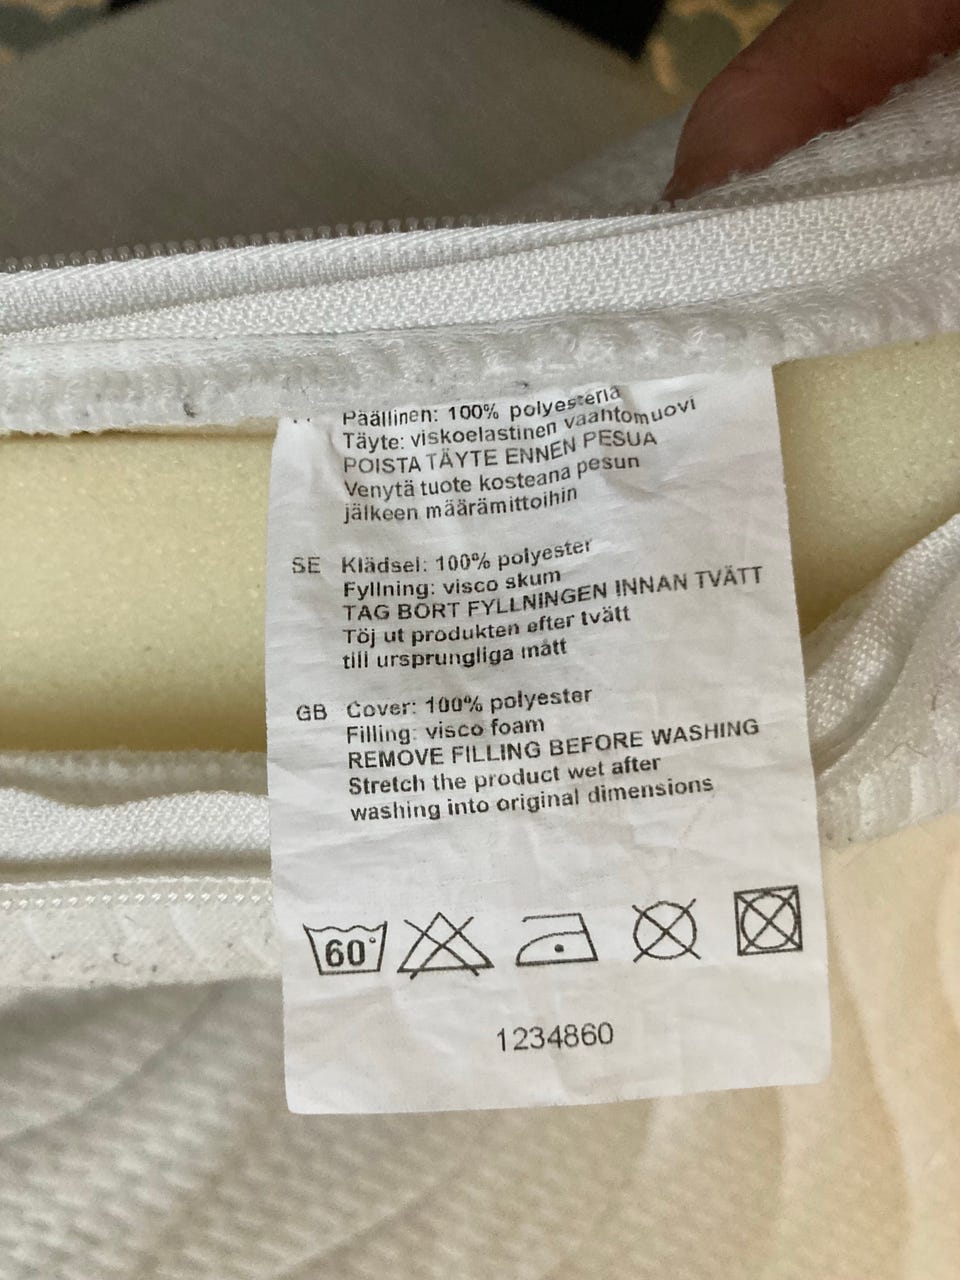 Päällinen: 100% polyesteria
Täyte: viskoelastinen vaahtomuovi
POISTA TÄYTE ENNEN PESUA
Venytä tuote kosteana pesun
jälkeen määrämittoihin
SE Klädsel: 100% polyester
Fyllning: visco skum
TAG BORT FYLLNINGEN INNAN TVÄTT
Töj ut produkten efter tvätt
till ursprungliga mått
GB Cover: 100% polyester
Filling: visco foam
REMOVE FILLING BEFORE WASHING
Stretch the product wet after
washing into original dimensions
60°
1234860